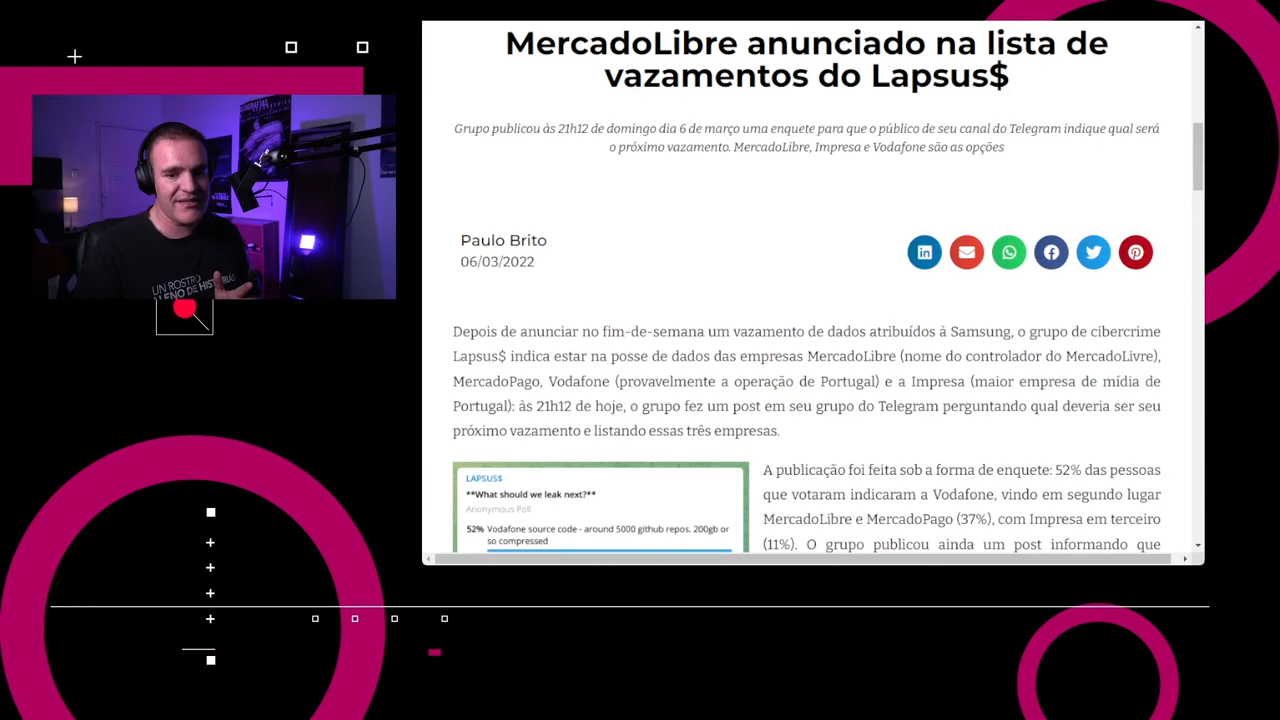 MercadoLibre anunciado na lista de
vazamentos do Lapsus$
Grupo publicou às 21h12 de domingo dia 6 de março uma enquete para que o público de seu canal do Telegram indique qual será
o próximo vazamento. MercadoLibre, Impresa e Vodafone são as opções
Paulo Brito
06/03/2022
Depois de anunciar no fim-de-semana um vazamento de dados atribuídos à Samsung, o grupo de cibercrime
Lapsus$ indica estar na posse de dados das empresas MercadoLibre (nome do controlador do MercadoLivre),
MercadoPago, Vodafone (provavelmente a operação de Portugal) e a Impresa (maior empresa de mídia de
Portugal): às 21h12 de hoje, o grupo fez um post em seu grupo do Telegram perguntando qual deveria ser seu
próximo vazamento e listando essas três empresas.
LAPSUS$
**What should we leak next?**
Anonymous Poll
52% Vodafone source code - around 5000 github repos, 200gb or
so compressed
A publicação foi feita sob a forma de enquete: 52% das pessoas
que votaram indicaram a Vodafone, vindo em segundo lugar
MercadoLibre e MercadoPago (37%), com Impresa em terceiro
(11%). O grupo publicou ainda um post informando que
UN ROSTRO
LLENO DE HISTORIAS